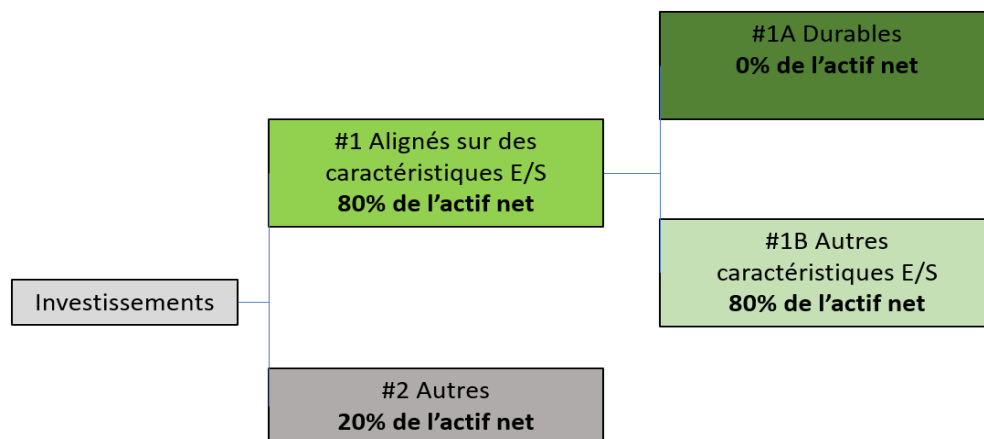 #1A Durables
0% de l’actif net
#1 Alignés sur des
caractéristiques E/S
80% de l’actif net
#1B Autres
caractéristiques E/S
80% de l’actif net
Investissements
#2 Autres
20% de l’actif net